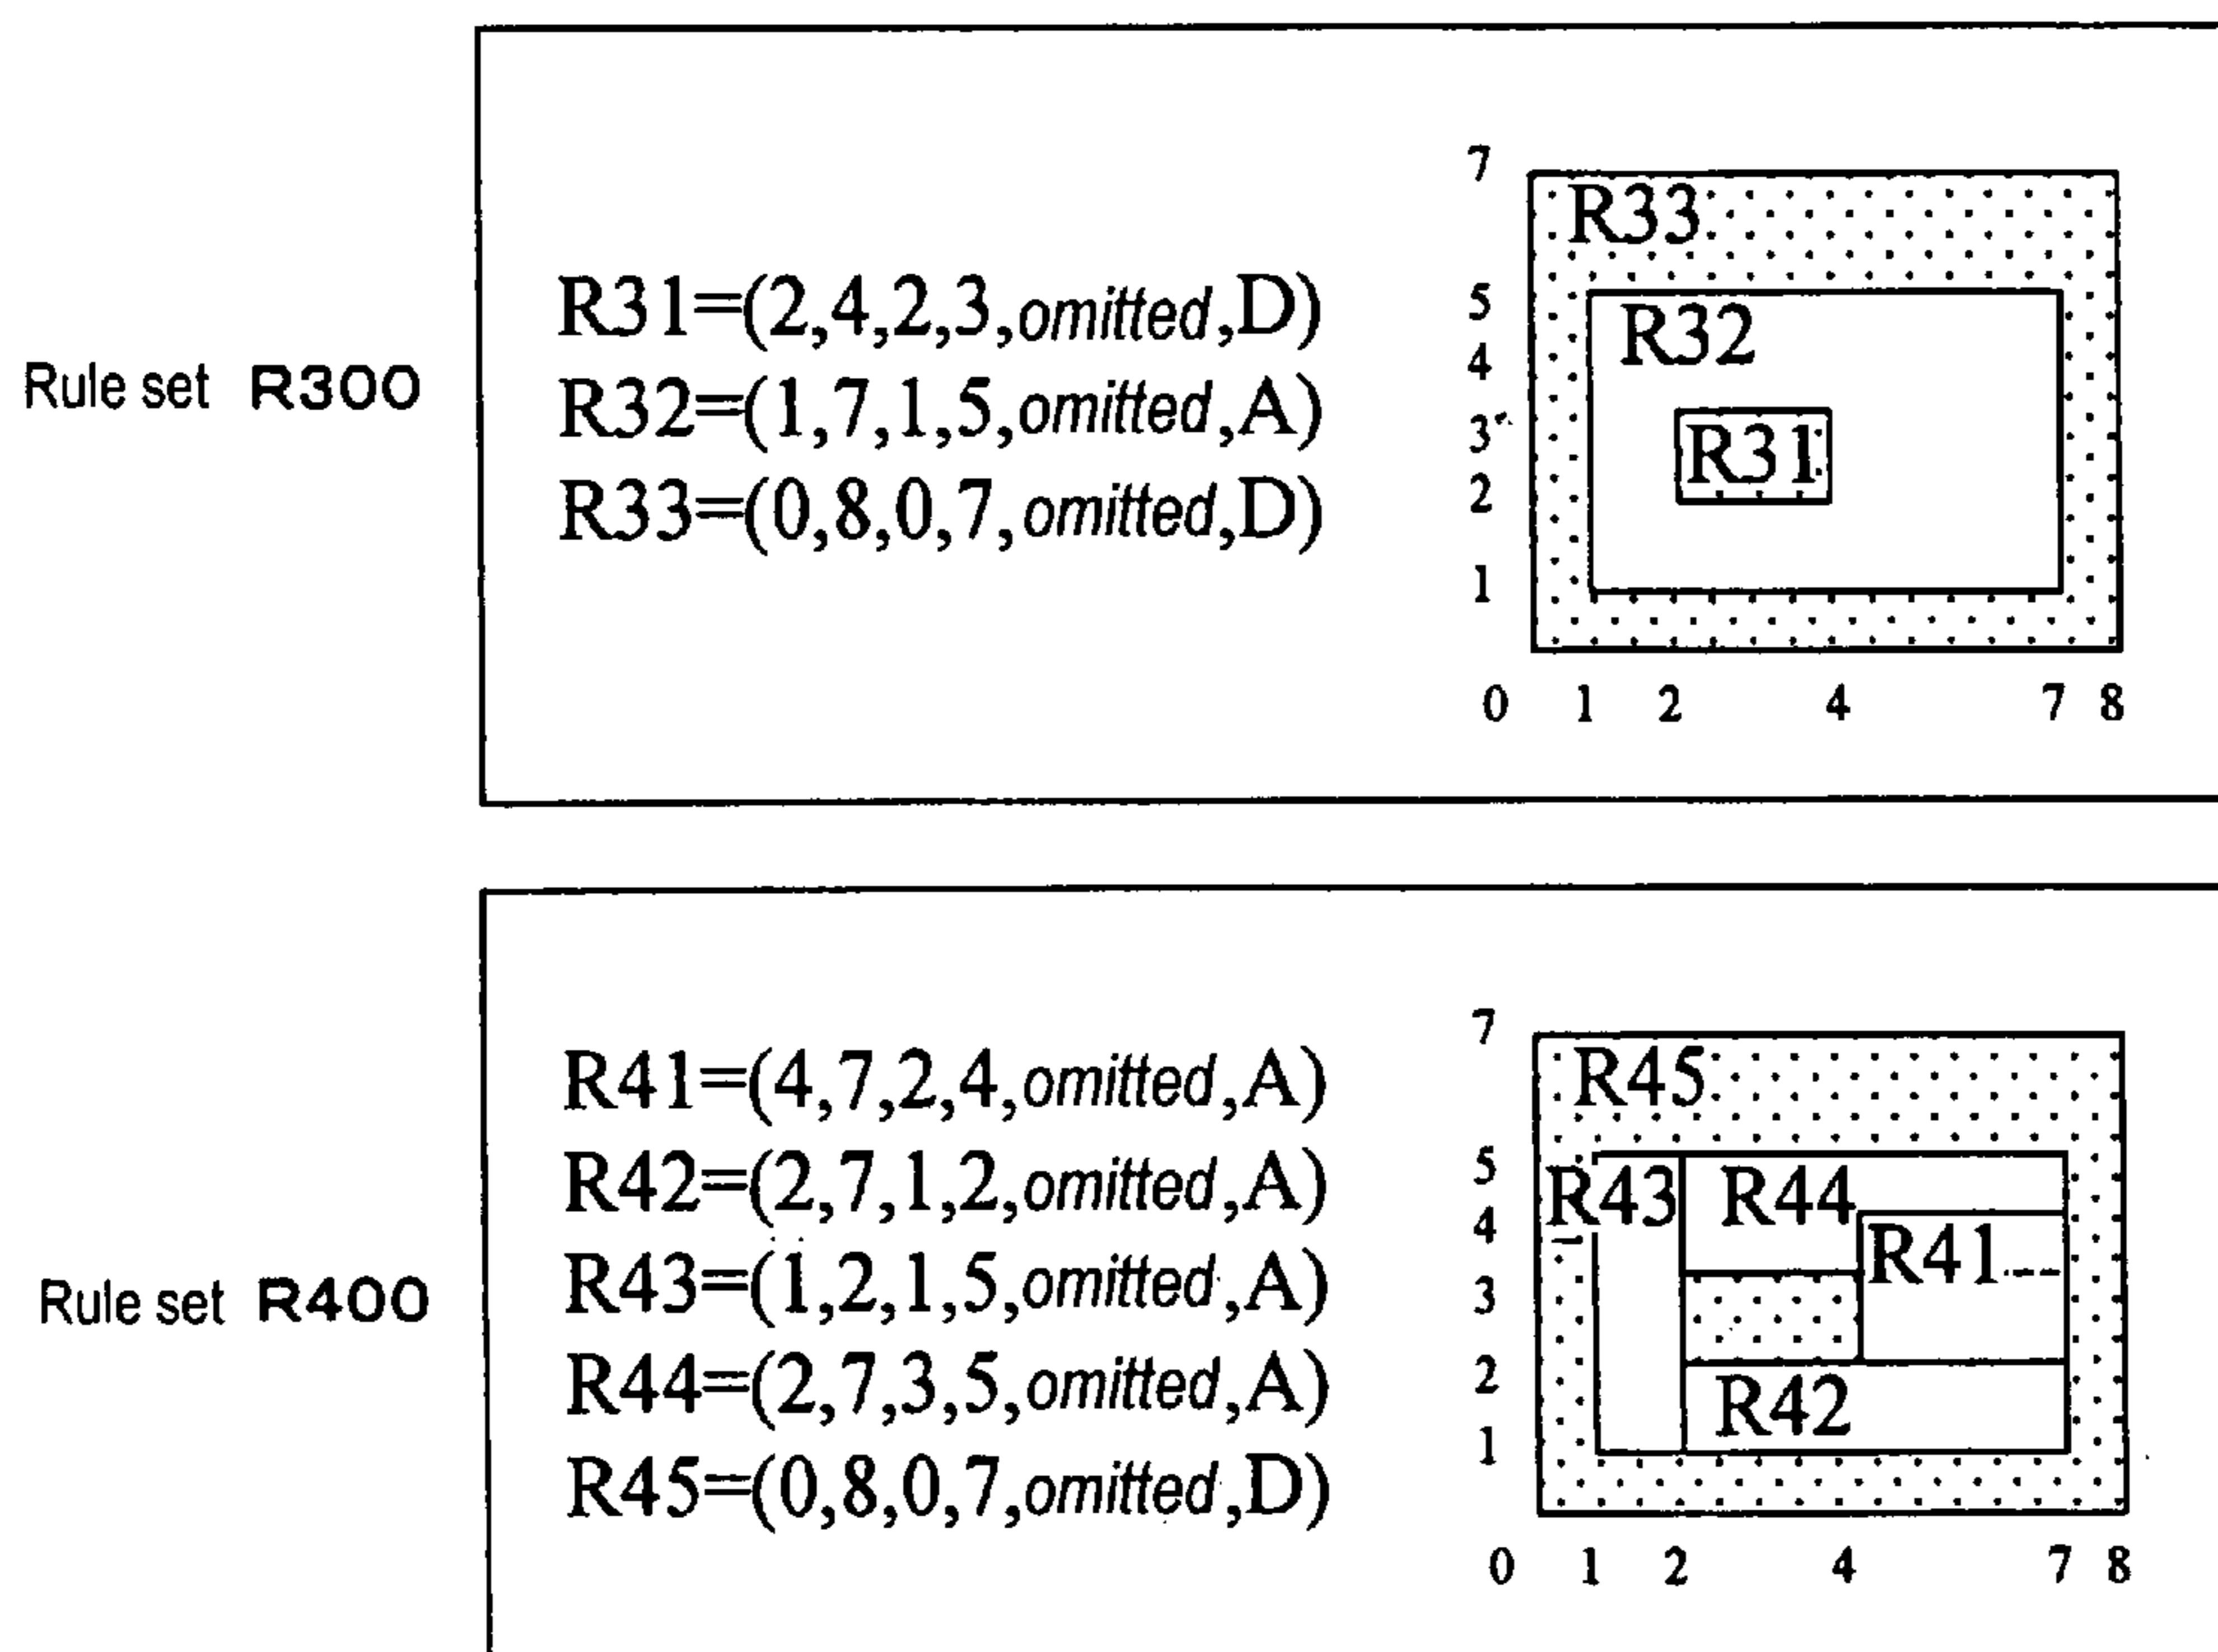 Rule set R300
R31=(2,4,2,3,omitted,D)
R32=(1,7,1,5,omitted,A)
R33=(0,8,0,7,omitted,D)
7
R33
5
R32
4
3
R31
2
1
0 1 2 4 7 8
Rule set R400
R41=(4,7,2,4,omitted,A)
R42=(2,7,1,2,omitted,A)
R43=(1,2,1,5,omitted,A)
R44=(2,7,3,5,omitted,A)
R45=(0,8,0,7,omitted,D)
7
R45
5
R43 R44
4
R41
3
2
R42
1
0 1 2 4 7 8